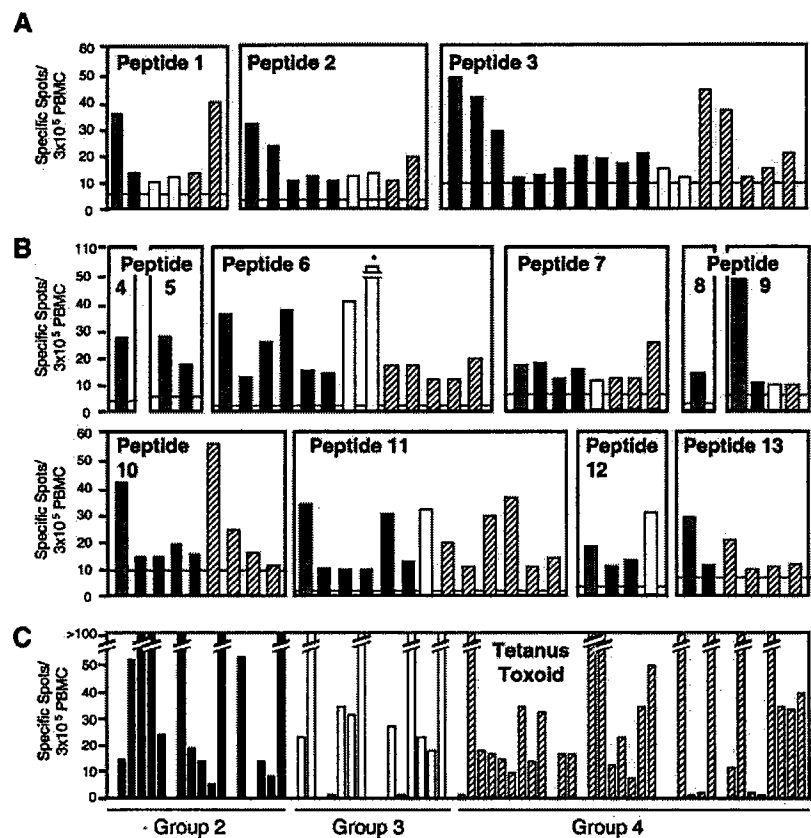 A
Specific Spots/
3x10⁵ PBMC
60
50
40
30
20
10
0
Peptide 1
Peptide 2
Peptide 3
B
Specific Spots/
3x10⁵ PBMC
110
50
40
30
20
10
0
Peptide
4
5
Peptide 6
*
Peptide 7
Peptide
8
9
Specific Spots/
3x10⁵ PBMC
60
50
40
30
20
10
0
Peptide
10
Peptide 11
Peptide
12
Peptide 13
C
Specific Spots/
3x10⁵ PBMC
>100
50
40
30
20
10
0
Tetanus
Toxoid
Group 2
Group 3
Group 4